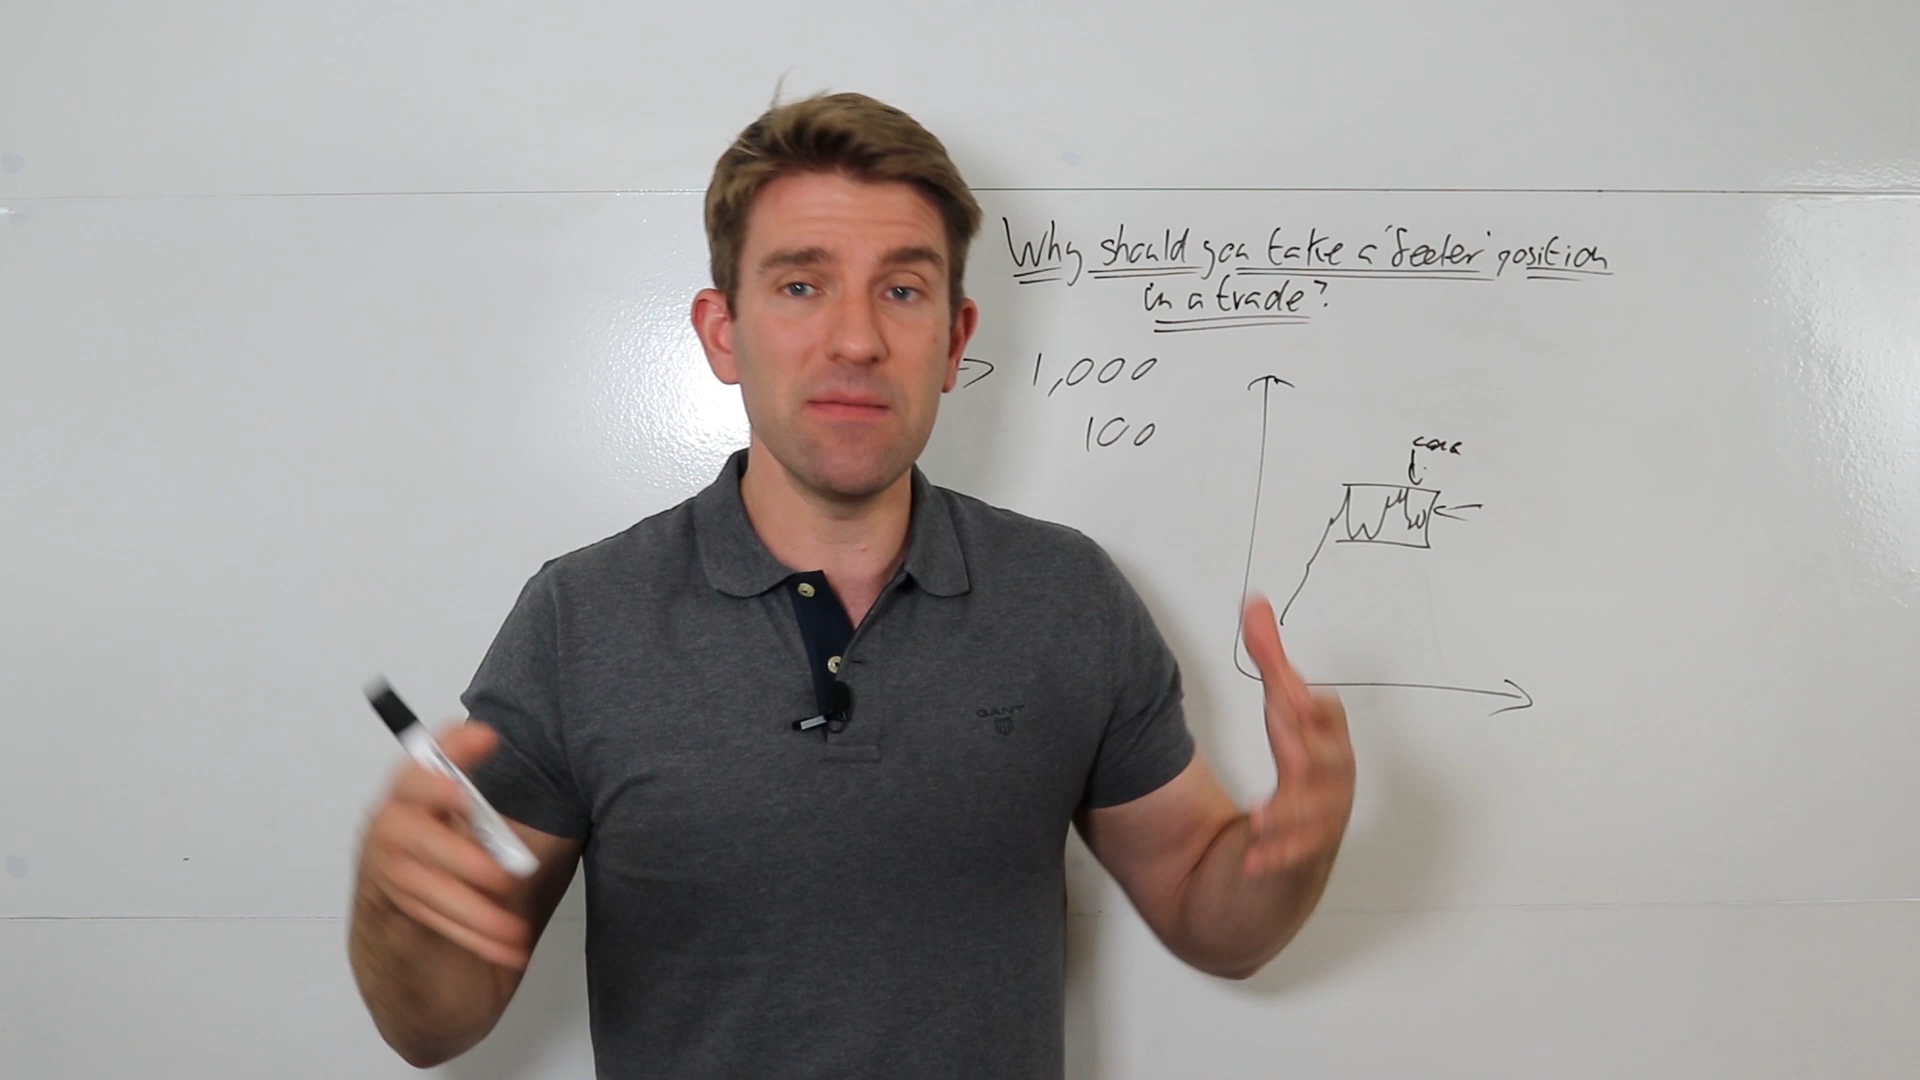 Why should you take a 'feeler' position
in a trade?
1,000
100
GANT